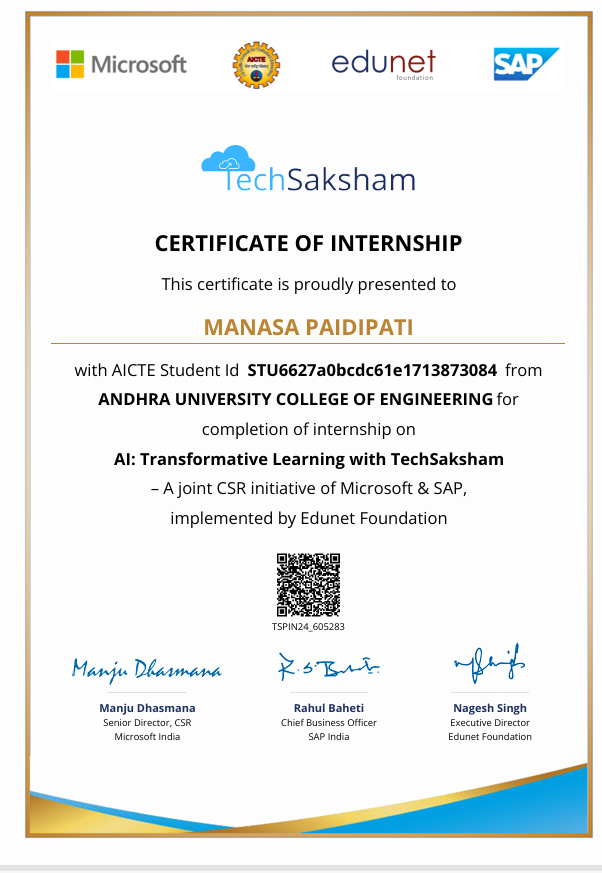 Microsoft
AICTE
edunet
foundation
SAP
TechSaksham
CERTIFICATE OF INTERNSHIP
This certificate is proudly presented to
MANASA PAIDIPATI
with AICTE Student Id STU6627a0bcdc61e1713873084 from
ANDHRA UNIVERSITY COLLEGE OF ENGINEERING for
completion of internship on
AI: Transformative Learning with TechSaksham
– A joint CSR initiative of Microsoft & SAP,
implemented by Edunet Foundation
TSPIN24_605283
Manju Dhasmana
Manju Dhasmana
Senior Director, CSR
Microsoft India
Rahul Baheti
Chief Business Officer
SAP India
Nagesh Singh
Executive Director
Edunet Foundation